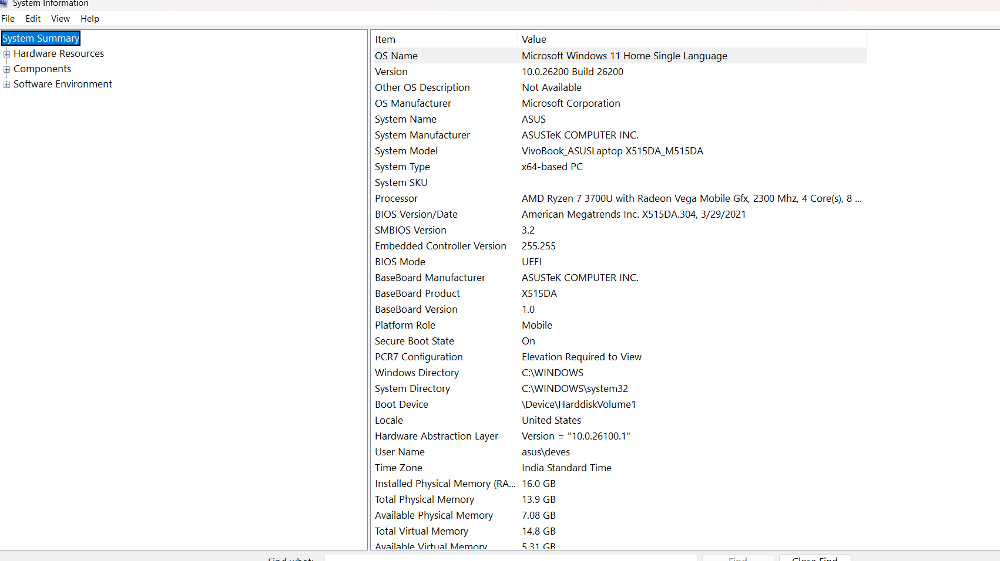 System Information
File Edit View Help
System Summary
Hardware Resources
Components
Software Environment
Item Value
OS Name Microsoft Windows 11 Home Single Language
Version 10.0.26200 Build 26200
Other OS Description Not Available
OS Manufacturer Microsoft Corporation
System Name ASUS
System Manufacturer ASUSTeK COMPUTER INC.
System Model VivoBook_ASUSLaptop X515DA_M515DA
System Type x64-based PC
System SKU
Processor AMD Ryzen 7 3700U with Radeon Vega Mobile Gfx, 2300 Mhz, 4 Core(s), 8 ...
BIOS Version/Date American Megatrends Inc. X515DA.304, 3/29/2021
SMBIOS Version 3.2
Embedded Controller Version 255.255
BIOS Mode UEFI
BaseBoard Manufacturer ASUSTeK COMPUTER INC.
BaseBoard Product X515DA
BaseBoard Version 1.0
Platform Role Mobile
Secure Boot State On
PCR7 Configuration Elevation Required to View
Windows Directory C:\WINDOWS
System Directory C:\WINDOWS\system32
Boot Device \Device\HarddiskVolume1
Locale United States
Hardware Abstraction Layer Version = "10.0.26100.1"
User Name asus\deves
Time Zone India Standard Time
Installed Physical Memory (RA... 16.0 GB
Total Physical Memory 13.9 GB
Available Physical Memory 7.08 GB
Total Virtual Memory 14.8 GB
Available Virtual Memory 5.31 GB
Find what: Find Close Find